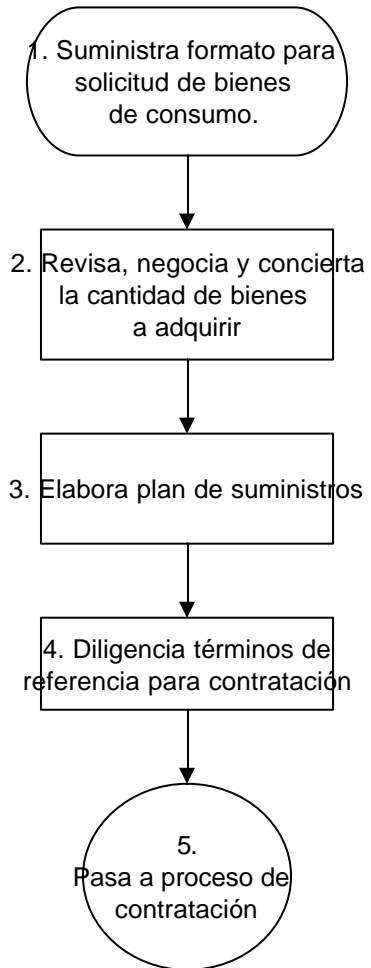 1. Suministra formato para
solicitud de bienes
de consumo.
2. Revisa, negocia y concierta
la cantidad de bienes
a adquirir
3. Elabora plan de suministros
4. Diligencia términos de
referencia para contratación
5.
Pasa a proceso de
contratación